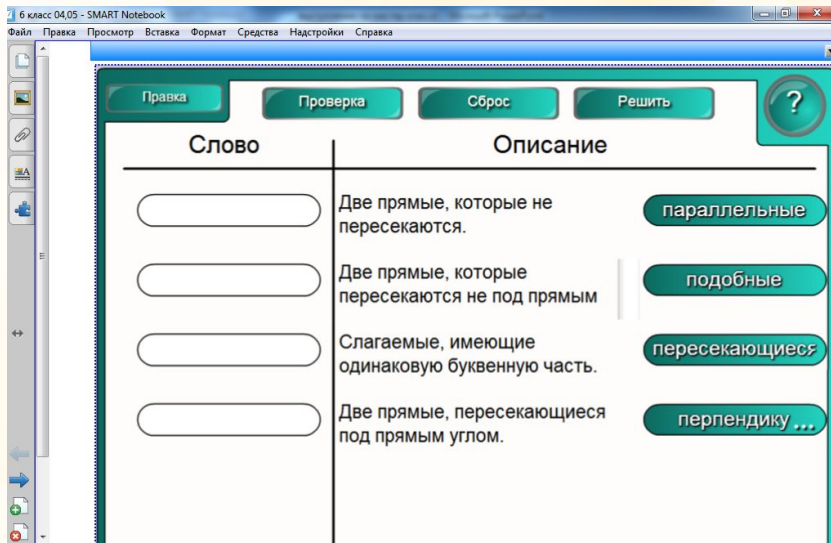 6 класс 04,05 - SMART Notebook
Файл Правка Просмотр Вставка Формат Средства Надстройки Справка
Правка Проверка Сброс Решить ?
Слово Описание
Две прямые, которые не
пересекаются.
параллельные
Две прямые, которые
пересекаются не под прямым
подобные
Слагаемые, имеющие
одинаковую буквенную часть.
пересекающиеся
Две прямые, пересекающиеся
под прямым углом.
перпендику...